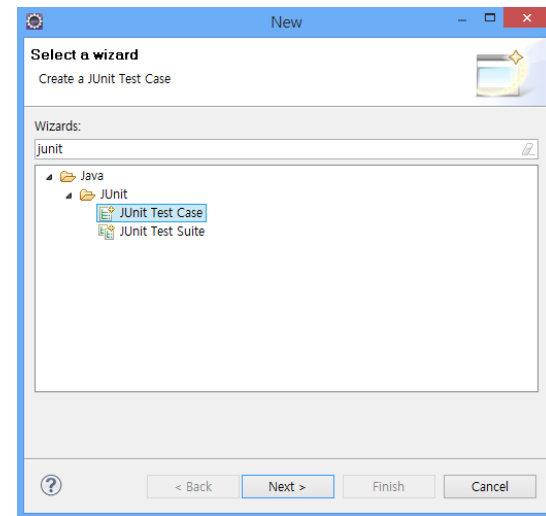 New
Select a wizard
Create a JUnit Test Case
Wizards:
junit
Java
JUnit
JUnit Test Case
JUnit Test Suite
< Back Next > Finish Cancel